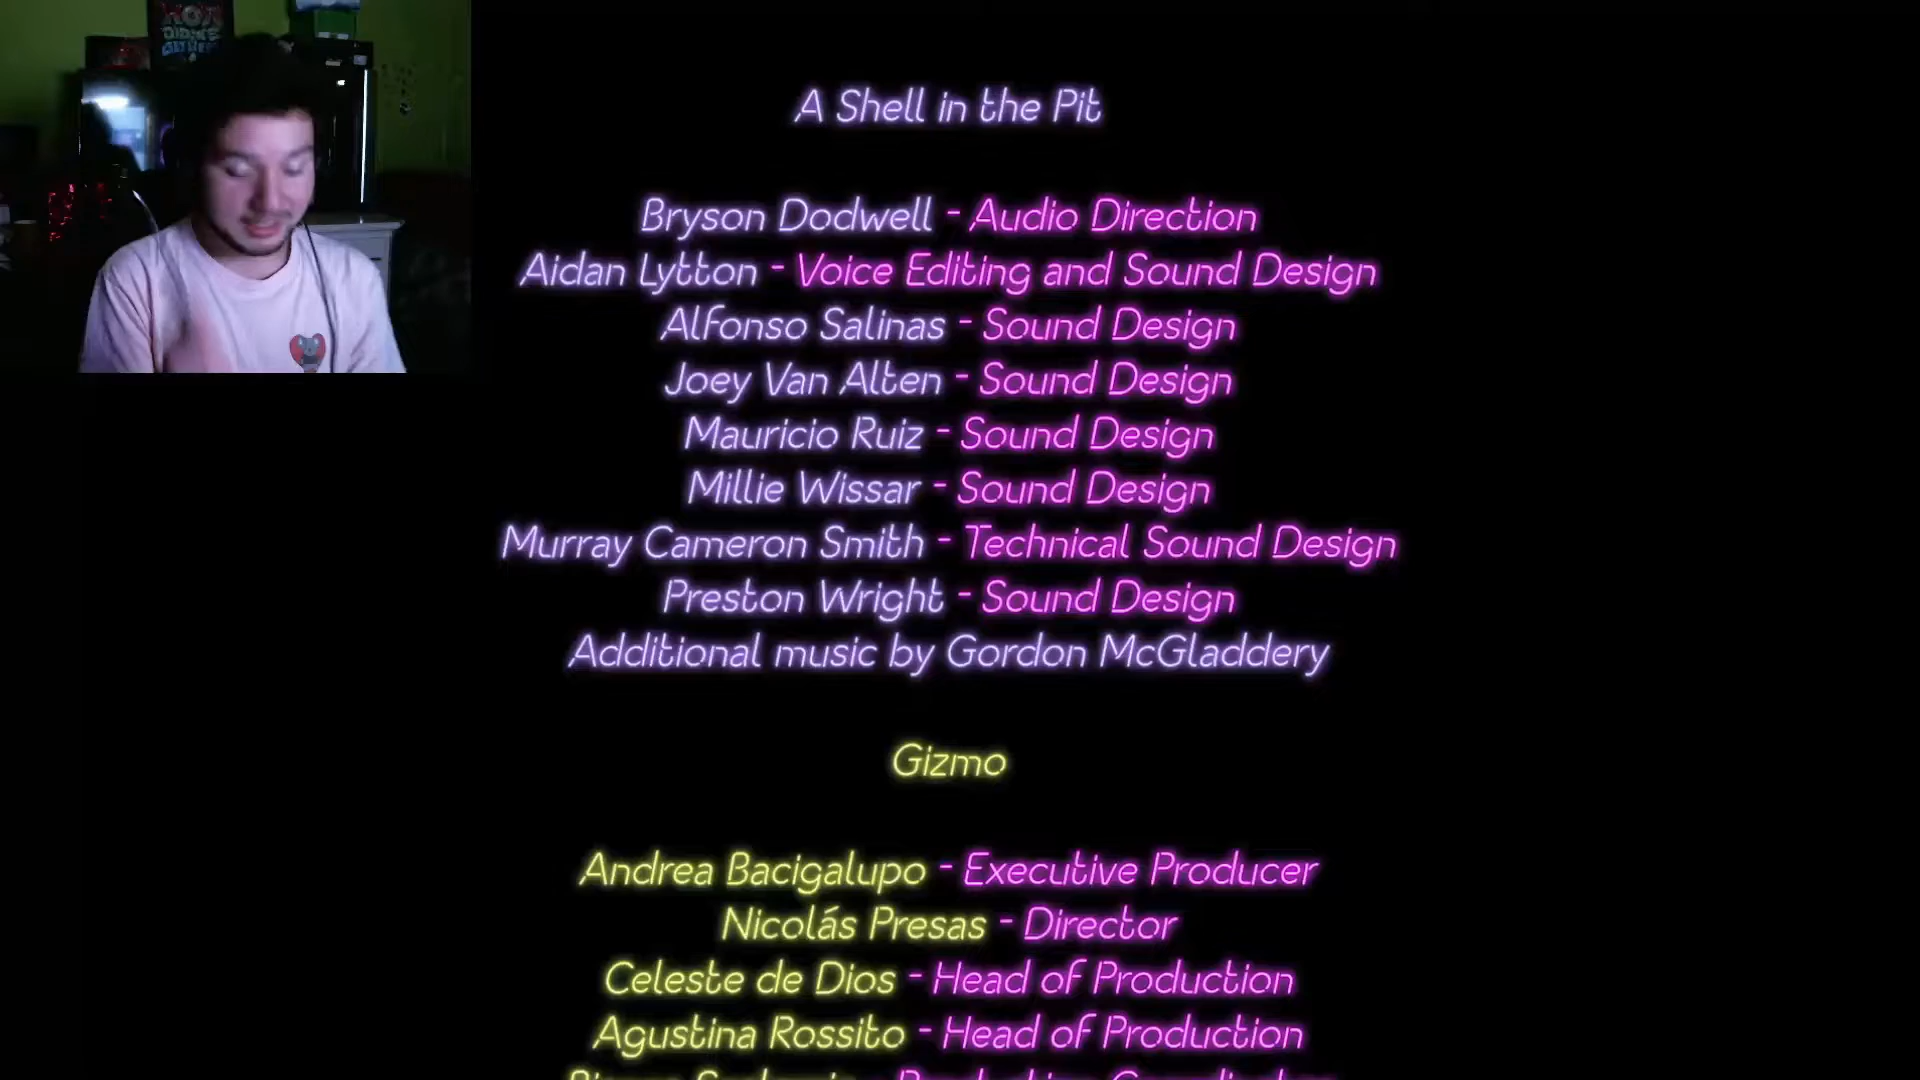 A Shell in the Pit
Bryson Dodwell - Audio Direction
Aidan Lytton - Voice Editing and Sound Design
Alfonso Salinas - Sound Design
Joey Van Alten - Sound Design
Mauricio Ruiz - Sound Design
Millie Wissar - Sound Design
Murray Cameron Smith - Technical Sound Design
Preston Wright - Sound Design
Additional music by Gordon McGladdery
Gizmo
Andrea Bacigalupo - Executive Producer
Nicolás Presas - Director
Celeste de Dios - Head of Production
Agustina Rossito - Head of Production